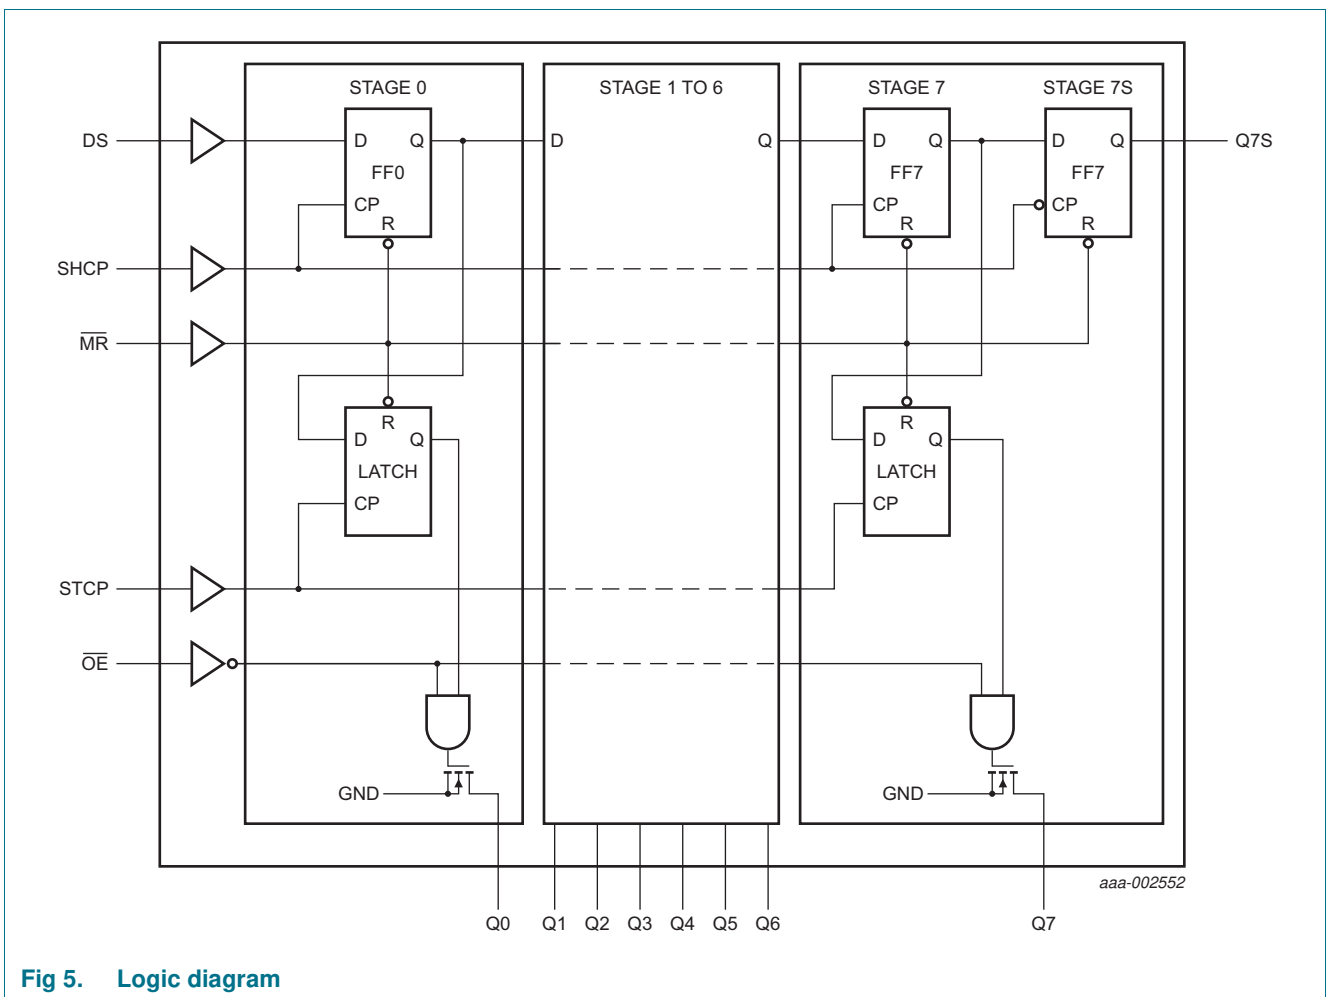 STAGE 0
STAGE 1 TO 6
STAGE 7
STAGE 7S
DS
D
Q
D
Q
D
Q
D
Q
Q7S
FF0
FF7
FF7
CP
CP
CP
R
R
R
SHCP
MR
R
R
D
Q
D
Q
LATCH
LATCH
CP
CP
STCP
OE
GND
GND
aaa-002552
Q0
Q1
Q2
Q3
Q4
Q5
Q6
Q7
Fig 5. Logic diagram